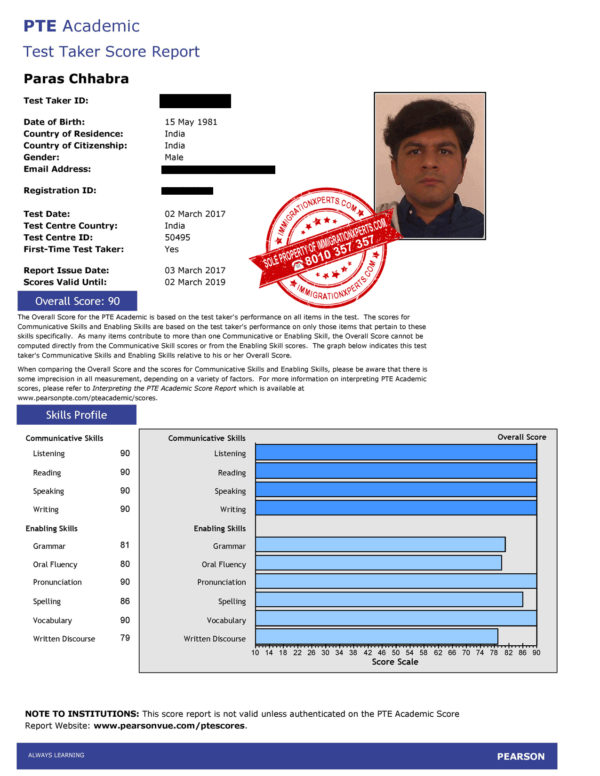 PTE Academic
Test Taker Score Report
Paras Chhabra
Test Taker ID:
Date of Birth: 15 May 1981
Country of Residence: India
Country of Citizenship: India
Gender: Male
Email Address:
Registration ID:
Test Date: 02 March 2017
Test Centre Country: India
Test Centre ID: 50495
First-Time Test Taker: Yes
Report Issue Date: 03 March 2017
Scores Valid Until: 02 March 2019
IMMIGRATIONXPERTS.COM
SOLE PROPERTY OF IMMIGRATIONXPERTS.COM
☎ 8010 357 357
IMMIGRATIONXPERTS.COM
Overall Score: 90
The Overall Score for the PTE Academic is based on the test taker's performance on all items in the test. The scores for
Communicative Skills and Enabling Skills are based on the test taker's performance on only those items that pertain to these
skills specifically. As many items contribute to more than one Communicative or Enabling Skill, the Overall Score cannot be
computed directly from the Communicative Skill scores or from the Enabling Skill scores. The graph below indicates this test
taker's Communicative Skills and Enabling Skills relative to his or her Overall Score.
When comparing the Overall Score and the scores for Communicative Skills and Enabling Skills, please be aware that there is
some imprecision in all measurement, depending on a variety of factors. For more information on interpreting PTE Academic
scores, please refer to Interpreting the PTE Academic Score Report which is available at
www.pearsonpte.com/pteacademic/scores.
Skills Profile
Communicative Skills
Listening 90
Reading 90
Speaking 90
Writing 90
Enabling Skills
Grammar 81
Oral Fluency 80
Pronunciation 90
Spelling 86
Vocabulary 90
Written Discourse 79
Communicative Skills Overall Score
Listening
Reading
Speaking
Writing
Enabling Skills
Grammar
Oral Fluency
Pronunciation
Spelling
Vocabulary
Written Discourse
10 14 18 22 26 30 34 38 42 46 50 54 58 62 66 70 74 78 82 86 90
Score Scale
NOTE TO INSTITUTIONS: This score report is not valid unless authenticated on the PTE Academic Score
Report Website: www.pearsonvue.com/ptescores.
ALWAYS LEARNING PEARSON